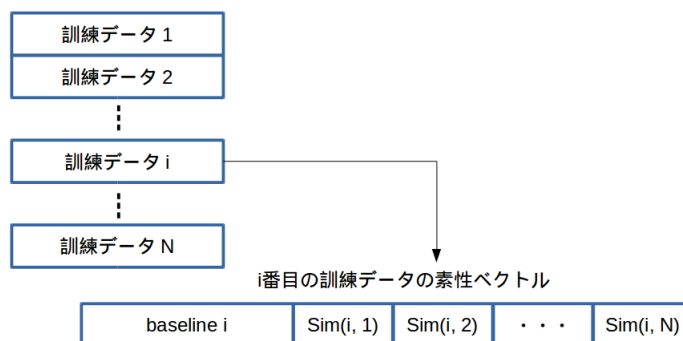 訓練データ 1
訓練データ 2
訓練データ i
訓練データ N
i番目の訓練データの素性ベクトル
baseline i Sim(i, 1) Sim(i, 2) ・・・ Sim(i, N)